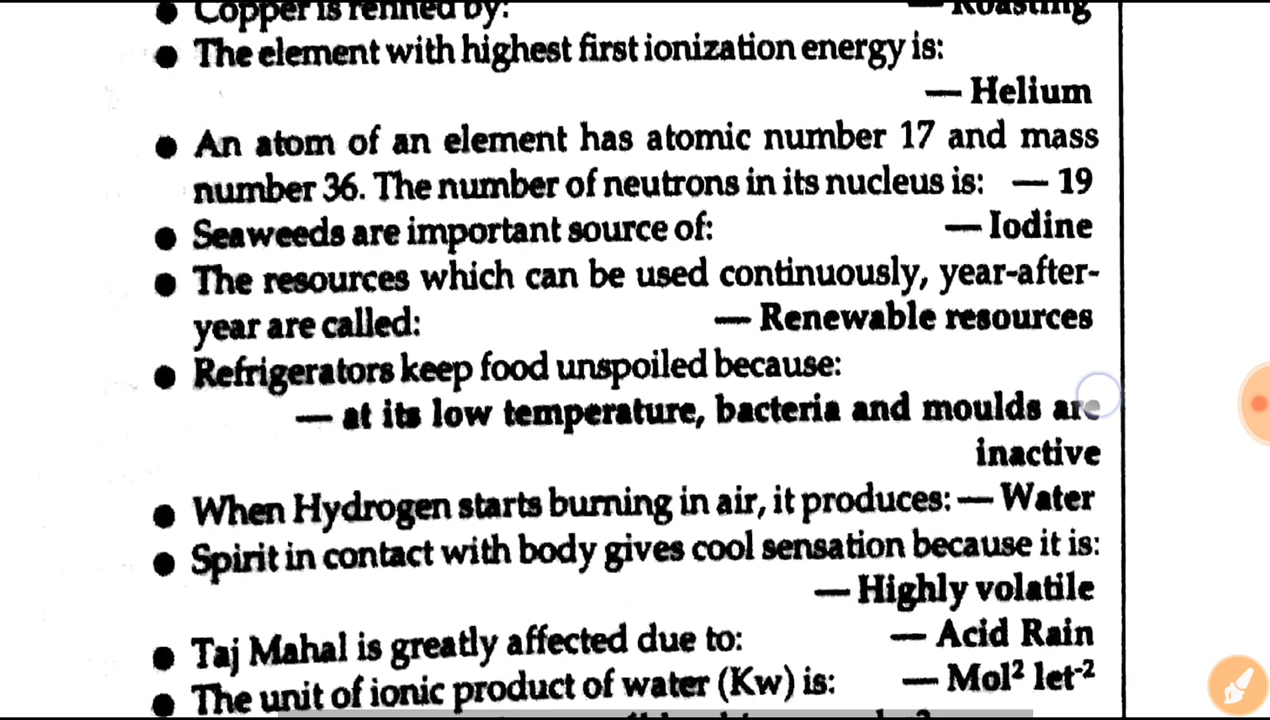 ● Copper is refined by: — Roasting
● The element with highest first ionization energy is:
— Helium
● An atom of an element has atomic number 17 and mass
number 36. The number of neutrons in its nucleus is: — 19
● Seaweeds are important source of: — Iodine
● The resources which can be used continuously, year-after-
year are called: — Renewable resources
● Refrigerators keep food unspoiled because:
— at its low temperature, bacteria and moulds are
inactive
● When Hydrogen starts burning in air, it produces: — Water
● Spirit in contact with body gives cool sensation because it is:
— Highly volatile
● Taj Mahal is greatly affected due to: — Acid Rain
● The unit of ionic product of water (Kw) is: — Mol² let⁻²